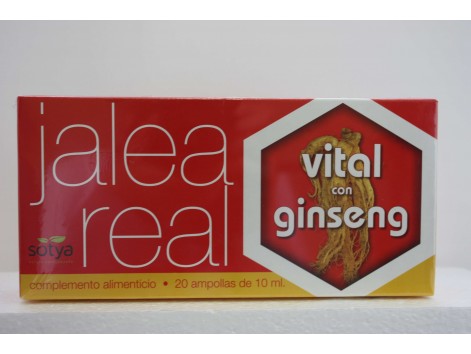 jalea
real
sotya
complemento alimenticio • 20 ampollas de 10 ml.
vital
con
ginseng